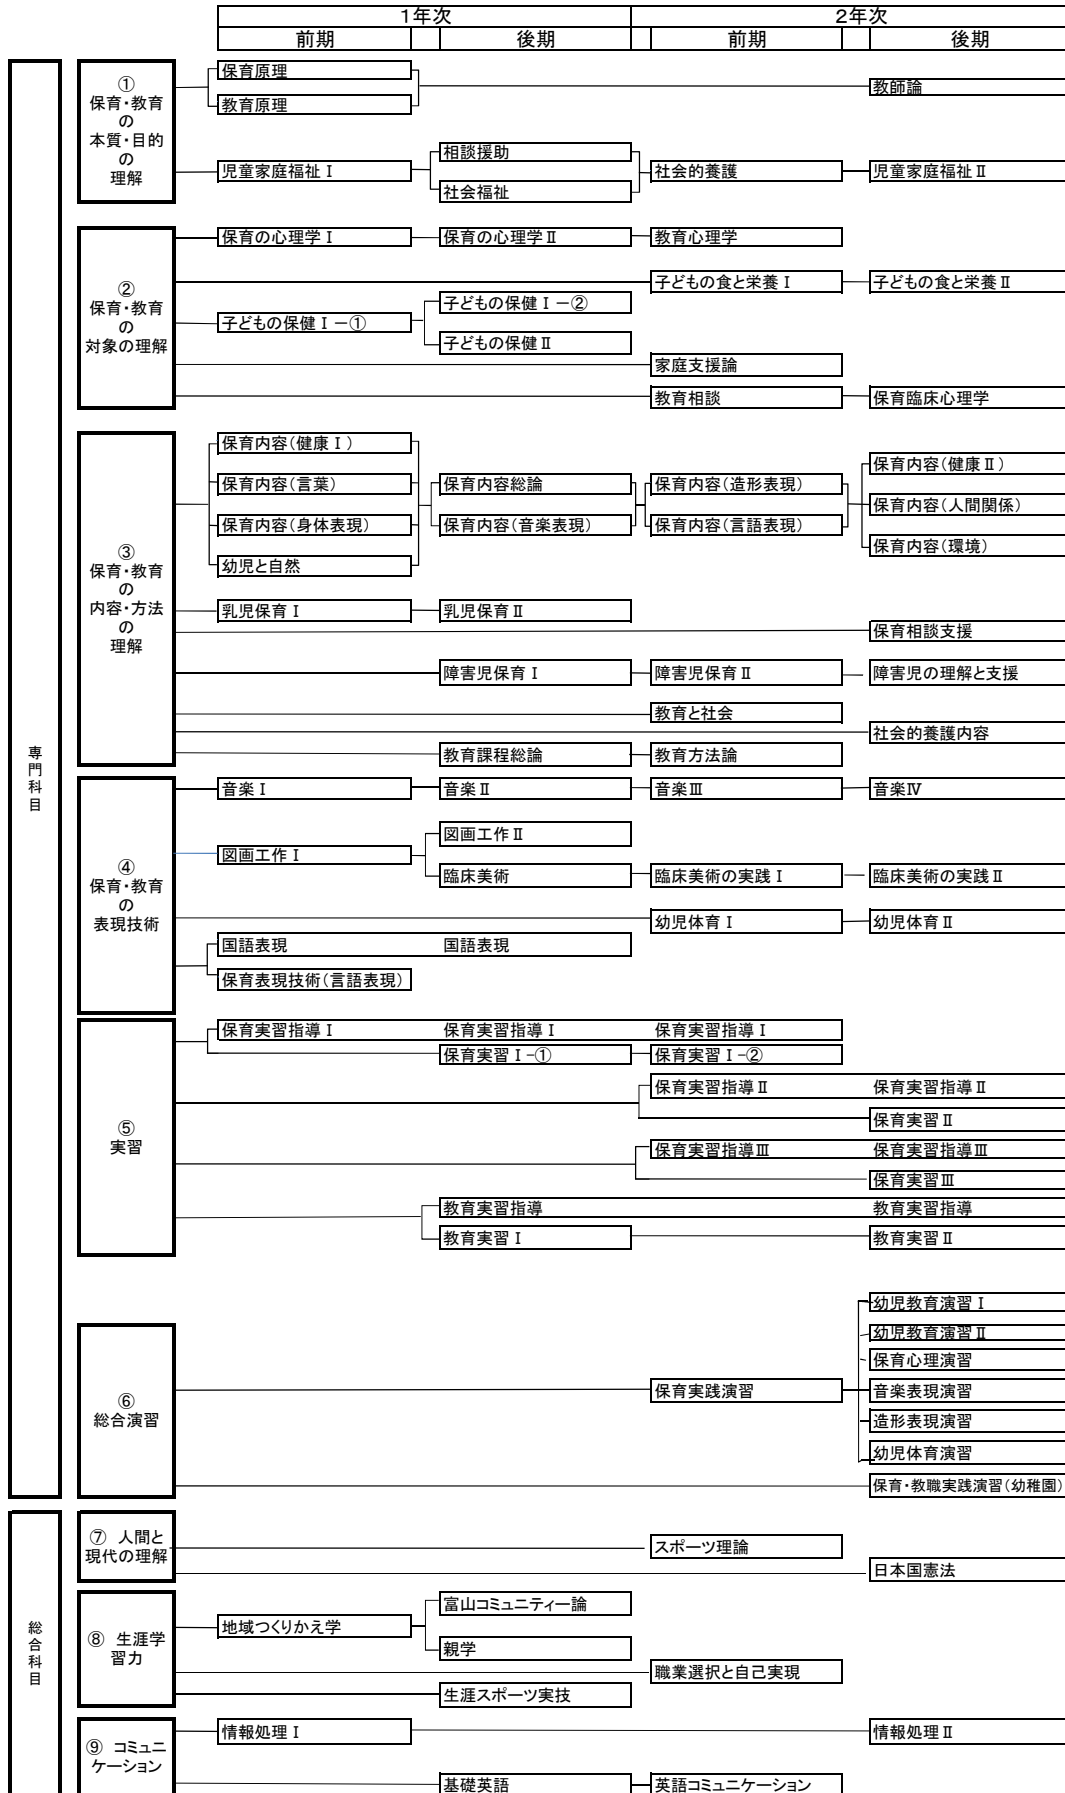 1年次 2年次
前期 後期 前期 後期
専門科目
①
保育・教育
の
本質・目的
の
理解
保育原理
教育原理
教師論
児童家庭福祉Ⅰ
相談援助
社会福祉
社会的養護
児童家庭福祉Ⅱ
②
保育・教育
の
対象の理解
保育の心理学Ⅰ 保育の心理学Ⅱ 教育心理学
子どもの食と栄養Ⅰ 子どもの食と栄養Ⅱ
子どもの保健Ⅰ－①
子どもの保健Ⅰ－②
子どもの保健Ⅱ
家庭支援論
教育相談 保育臨床心理学
③
保育・教育
の
内容・方法
の
理解
保育内容(健康Ⅰ)
保育内容(言葉)
保育内容(身体表現)
幼児と自然
保育内容総論
保育内容(音楽表現)
保育内容(造形表現)
保育内容(言語表現)
保育内容(健康Ⅱ)
保育内容(人間関係)
保育内容(環境)
乳児保育Ⅰ 乳児保育Ⅱ
保育相談支援
障害児保育Ⅰ 障害児保育Ⅱ 障害児の理解と支援
教育と社会
社会的養護内容
教育課程総論 教育方法論
④
保育・教育
の
表現技術
音楽Ⅰ 音楽Ⅱ 音楽Ⅲ 音楽Ⅳ
図画工作Ⅰ
図画工作Ⅱ
臨床美術 臨床美術の実践Ⅰ 臨床美術の実践Ⅱ
幼児体育Ⅰ 幼児体育Ⅱ
国語表現 国語表現
保育表現技術(言語表現)
⑤
実習
保育実習指導Ⅰ 保育実習指導Ⅰ 保育実習指導Ⅰ
保育実習Ⅰ-① 保育実習Ⅰ-②
保育実習指導Ⅱ 保育実習指導Ⅱ
保育実習Ⅱ
保育実習指導Ⅲ 保育実習指導Ⅲ
保育実習Ⅲ
教育実習指導 教育実習指導
教育実習Ⅰ 教育実習Ⅱ
⑥
総合演習
保育実践演習
幼児教育演習Ⅰ
幼児教育演習Ⅱ
保育心理演習
音楽表現演習
造形表現演習
幼児体育演習
保育・教職実践演習(幼稚園)
総合科目
⑦ 人間と
現代の理解
スポーツ理論
日本国憲法
⑧ 生涯学
習力
地域つくりかえ学
富山コミュニティー論
親学
職業選択と自己実現
生涯スポーツ実技
⑨ コミュニ
ケーション
情報処理Ⅰ 情報処理Ⅱ
基礎英語 英語コミュニケーション